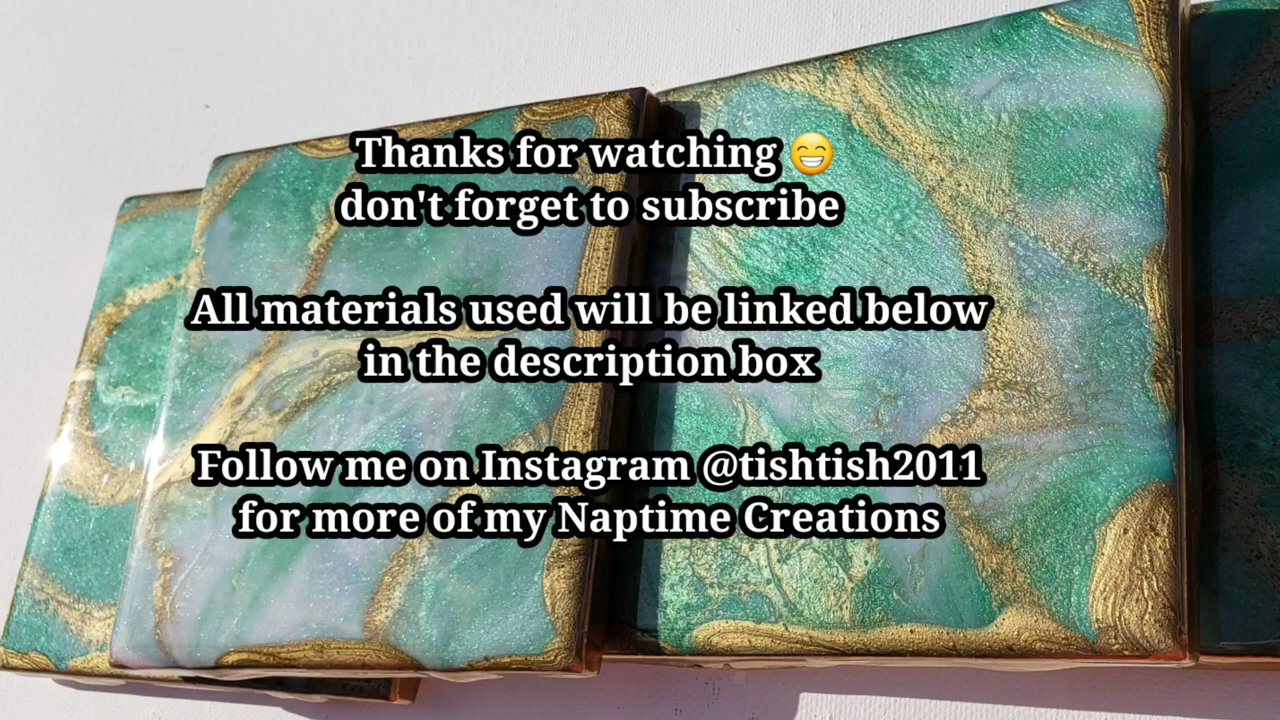 Thanks for watching 😁
don't forget to subscribe
All materials used will be linked below
in the description box
Follow me on Instagram @tishtish2011
for more of my Naptime Creations